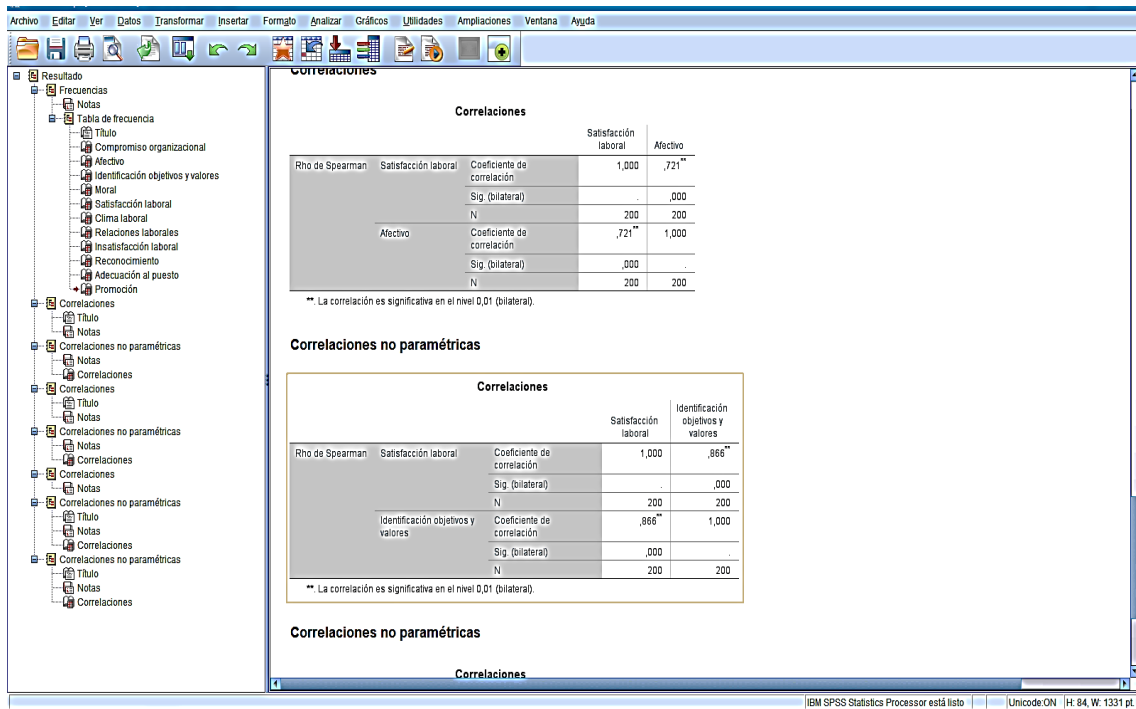 Archivo Editar Ver Datos Transformar Insertar Formato Analizar Gráficos Utilidades Ampliaciones Ventana Ayuda
Resultado
Frecuencias
Notas
Tabla de frecuencia
Título
Compromiso organizacional
Afectivo
Identificación objetivos y valores
Moral
Satisfacción laboral
Clima laboral
Relaciones laborales
Insatisfacción laboral
Reconocimiento
Adecuación al puesto
Promoción
Correlaciones
Título
Notas
Correlaciones no paramétricas
Notas
Correlaciones
Correlaciones
Título
Notas
Correlaciones no paramétricas
Notas
Correlaciones
Correlaciones
Notas
Correlaciones no paramétricas
Título
Notas
Correlaciones
Correlaciones no paramétricas
Título
Notas
Correlaciones
Correlaciones
Correlaciones
Satisfacción
laboral Afectivo
Rho de Spearman Satisfacción laboral Coeficiente de
correlación 1,000 ,721**
Sig. (bilateral) . ,000
N 200 200
Afectivo Coeficiente de
correlación ,721** 1,000
Sig. (bilateral) ,000 .
N 200 200
**. La correlación es significativa en el nivel 0,01 (bilateral).
Correlaciones no paramétricas
Correlaciones
Satisfacción
laboral Identificación
objetivos y
valores
Rho de Spearman Satisfacción laboral Coeficiente de
correlación 1,000 ,866**
Sig. (bilateral) . ,000
N 200 200
Identificación objetivos y
valores Coeficiente de
correlación ,866** 1,000
Sig. (bilateral) ,000 .
N 200 200
**. La correlación es significativa en el nivel 0,01 (bilateral).
Correlaciones no paramétricas
Correlaciones
IBM SPSS Statistics Processor está listo Unicode:ON H: 84, W: 1331 pt.